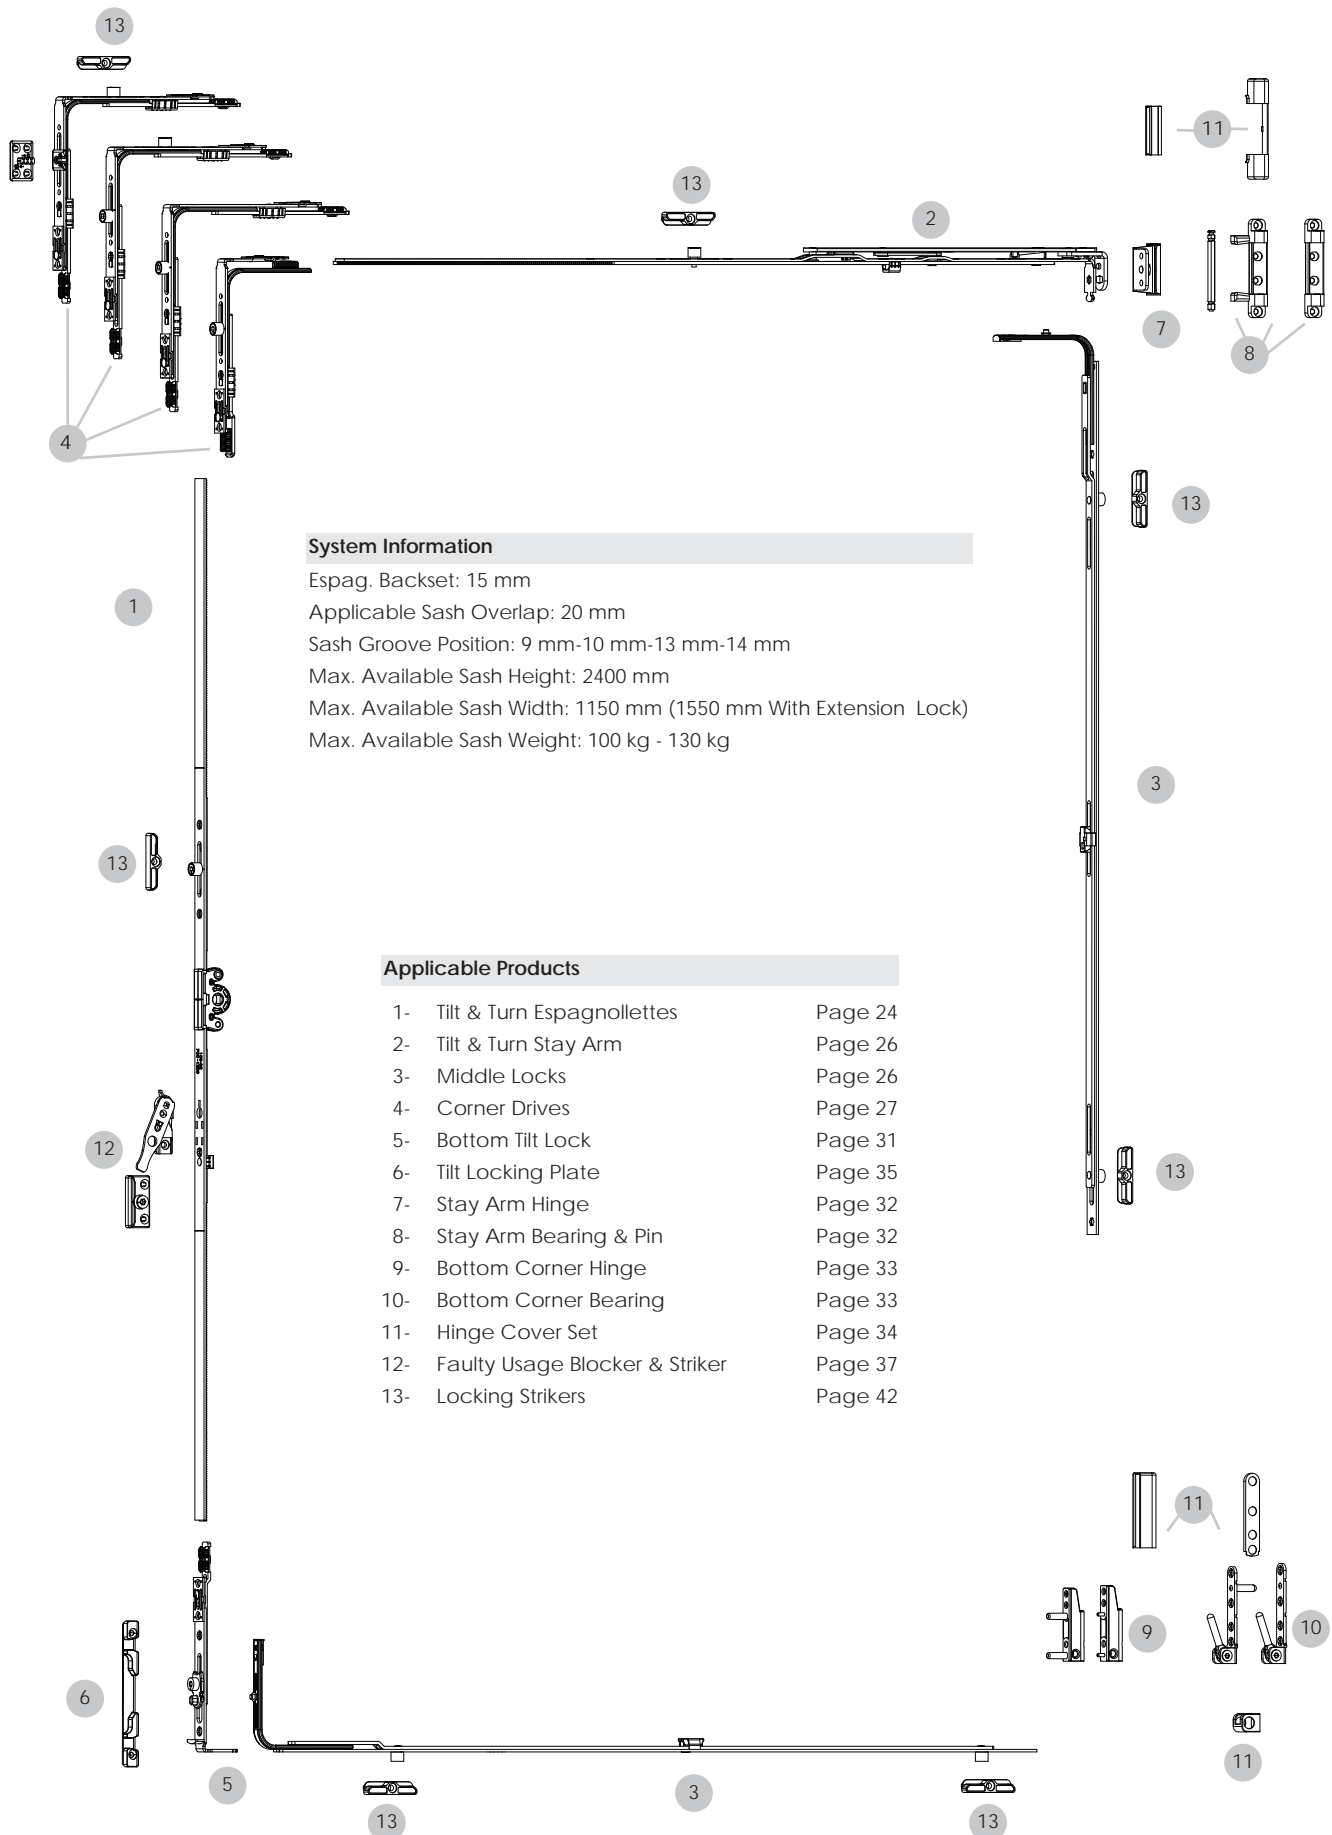 13
11
13
2
7
8
4
13
System Information
Espag. Backset: 15 mm
1
Applicable Sash Overlap: 20 mm
Sash Groove Position: 9 mm-10 mm-13 mm-14 mm
Max. Available Sash Height: 2400 mm
Max. Available Sash Width: 1150 mm (1550 mm With Extension Lock)
Max. Available Sash Weight: 100 kg - 130 kg
3
13
Applicable Products
1- Tilt & Turn Espagnollettes Page 24
2- Tilt & Turn Stay Arm Page 26
3- Middle Locks Page 26
4- Corner Drives Page 27
5- Bottom Tilt Lock Page 31
12
6- Tilt Locking Plate Page 35
13
7- Stay Arm Hinge Page 32
8- Stay Arm Bearing & Pin Page 32
9- Bottom Corner Hinge Page 33
10- Bottom Corner Bearing Page 33
11- Hinge Cover Set Page 34
12- Faulty Usage Blocker & Striker Page 37
13- Locking Strikers Page 42
11
9
10
6
11
5
3
13
13